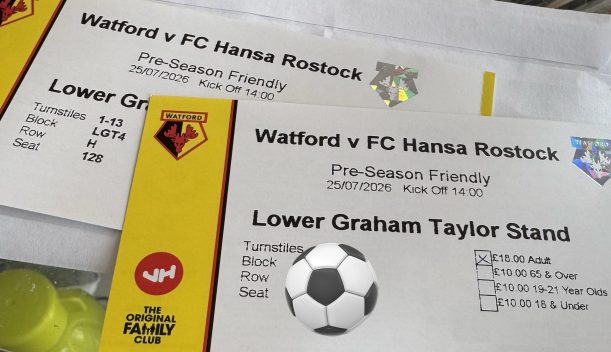 Watford v FC Hansa Rostock
Pre-Season Friendly
25/07/2026 Kick Off 14:00
Lower Gr
Turnstiles 1-13
Block LGT4
Row H
Seat 128
WATFORD
Watford v FC Hansa Rostock
Pre-Season Friendly
25/07/2026 Kick Off 14:00
Lower Graham Taylor Stand
Turnstiles
Block
Row
Seat
£18.00 Adult
£10.00 65 & Over
£10.00 19-21 Year Olds
£10.00 18 & Under
JH
THE
ORIGINAL
FAMILY
CLUB